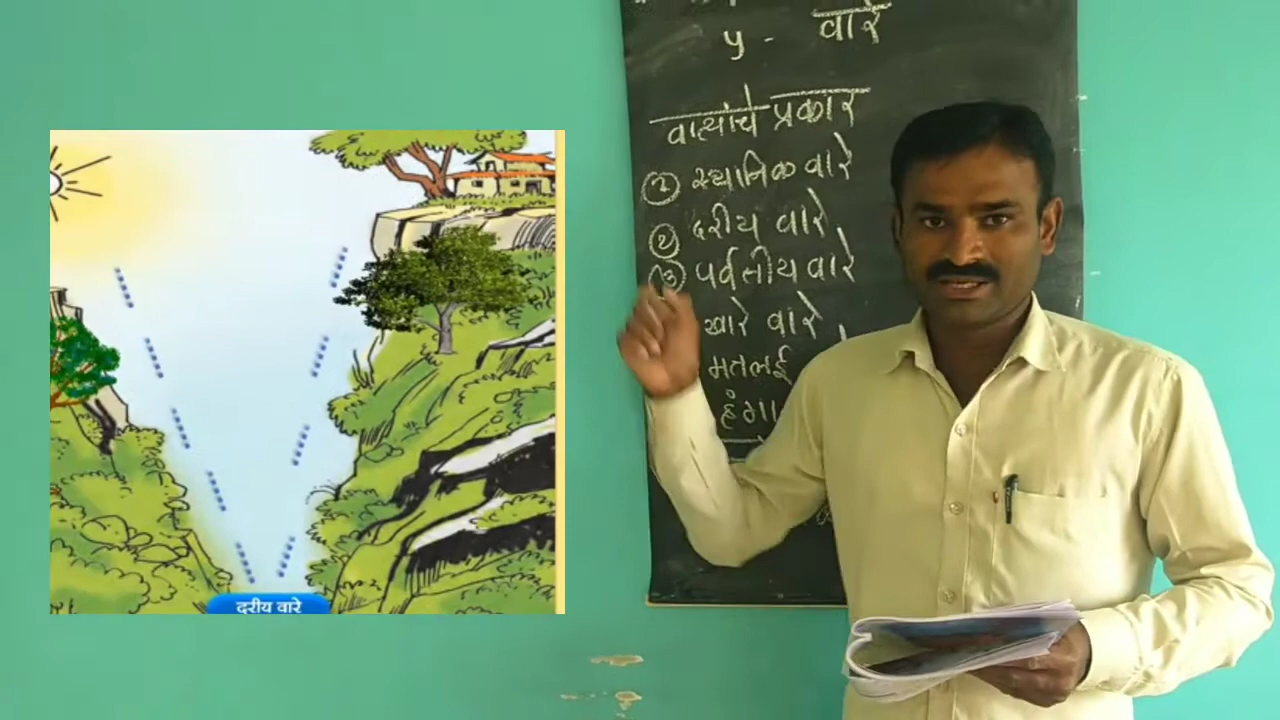 ५ - वारे
वाऱ्यांचे प्रकार
१ स्थानिक वारे
२ दरीय वारे
३ पर्वतीय वारे
खारे वारे
मतलई
हंगा
दरीय वारे